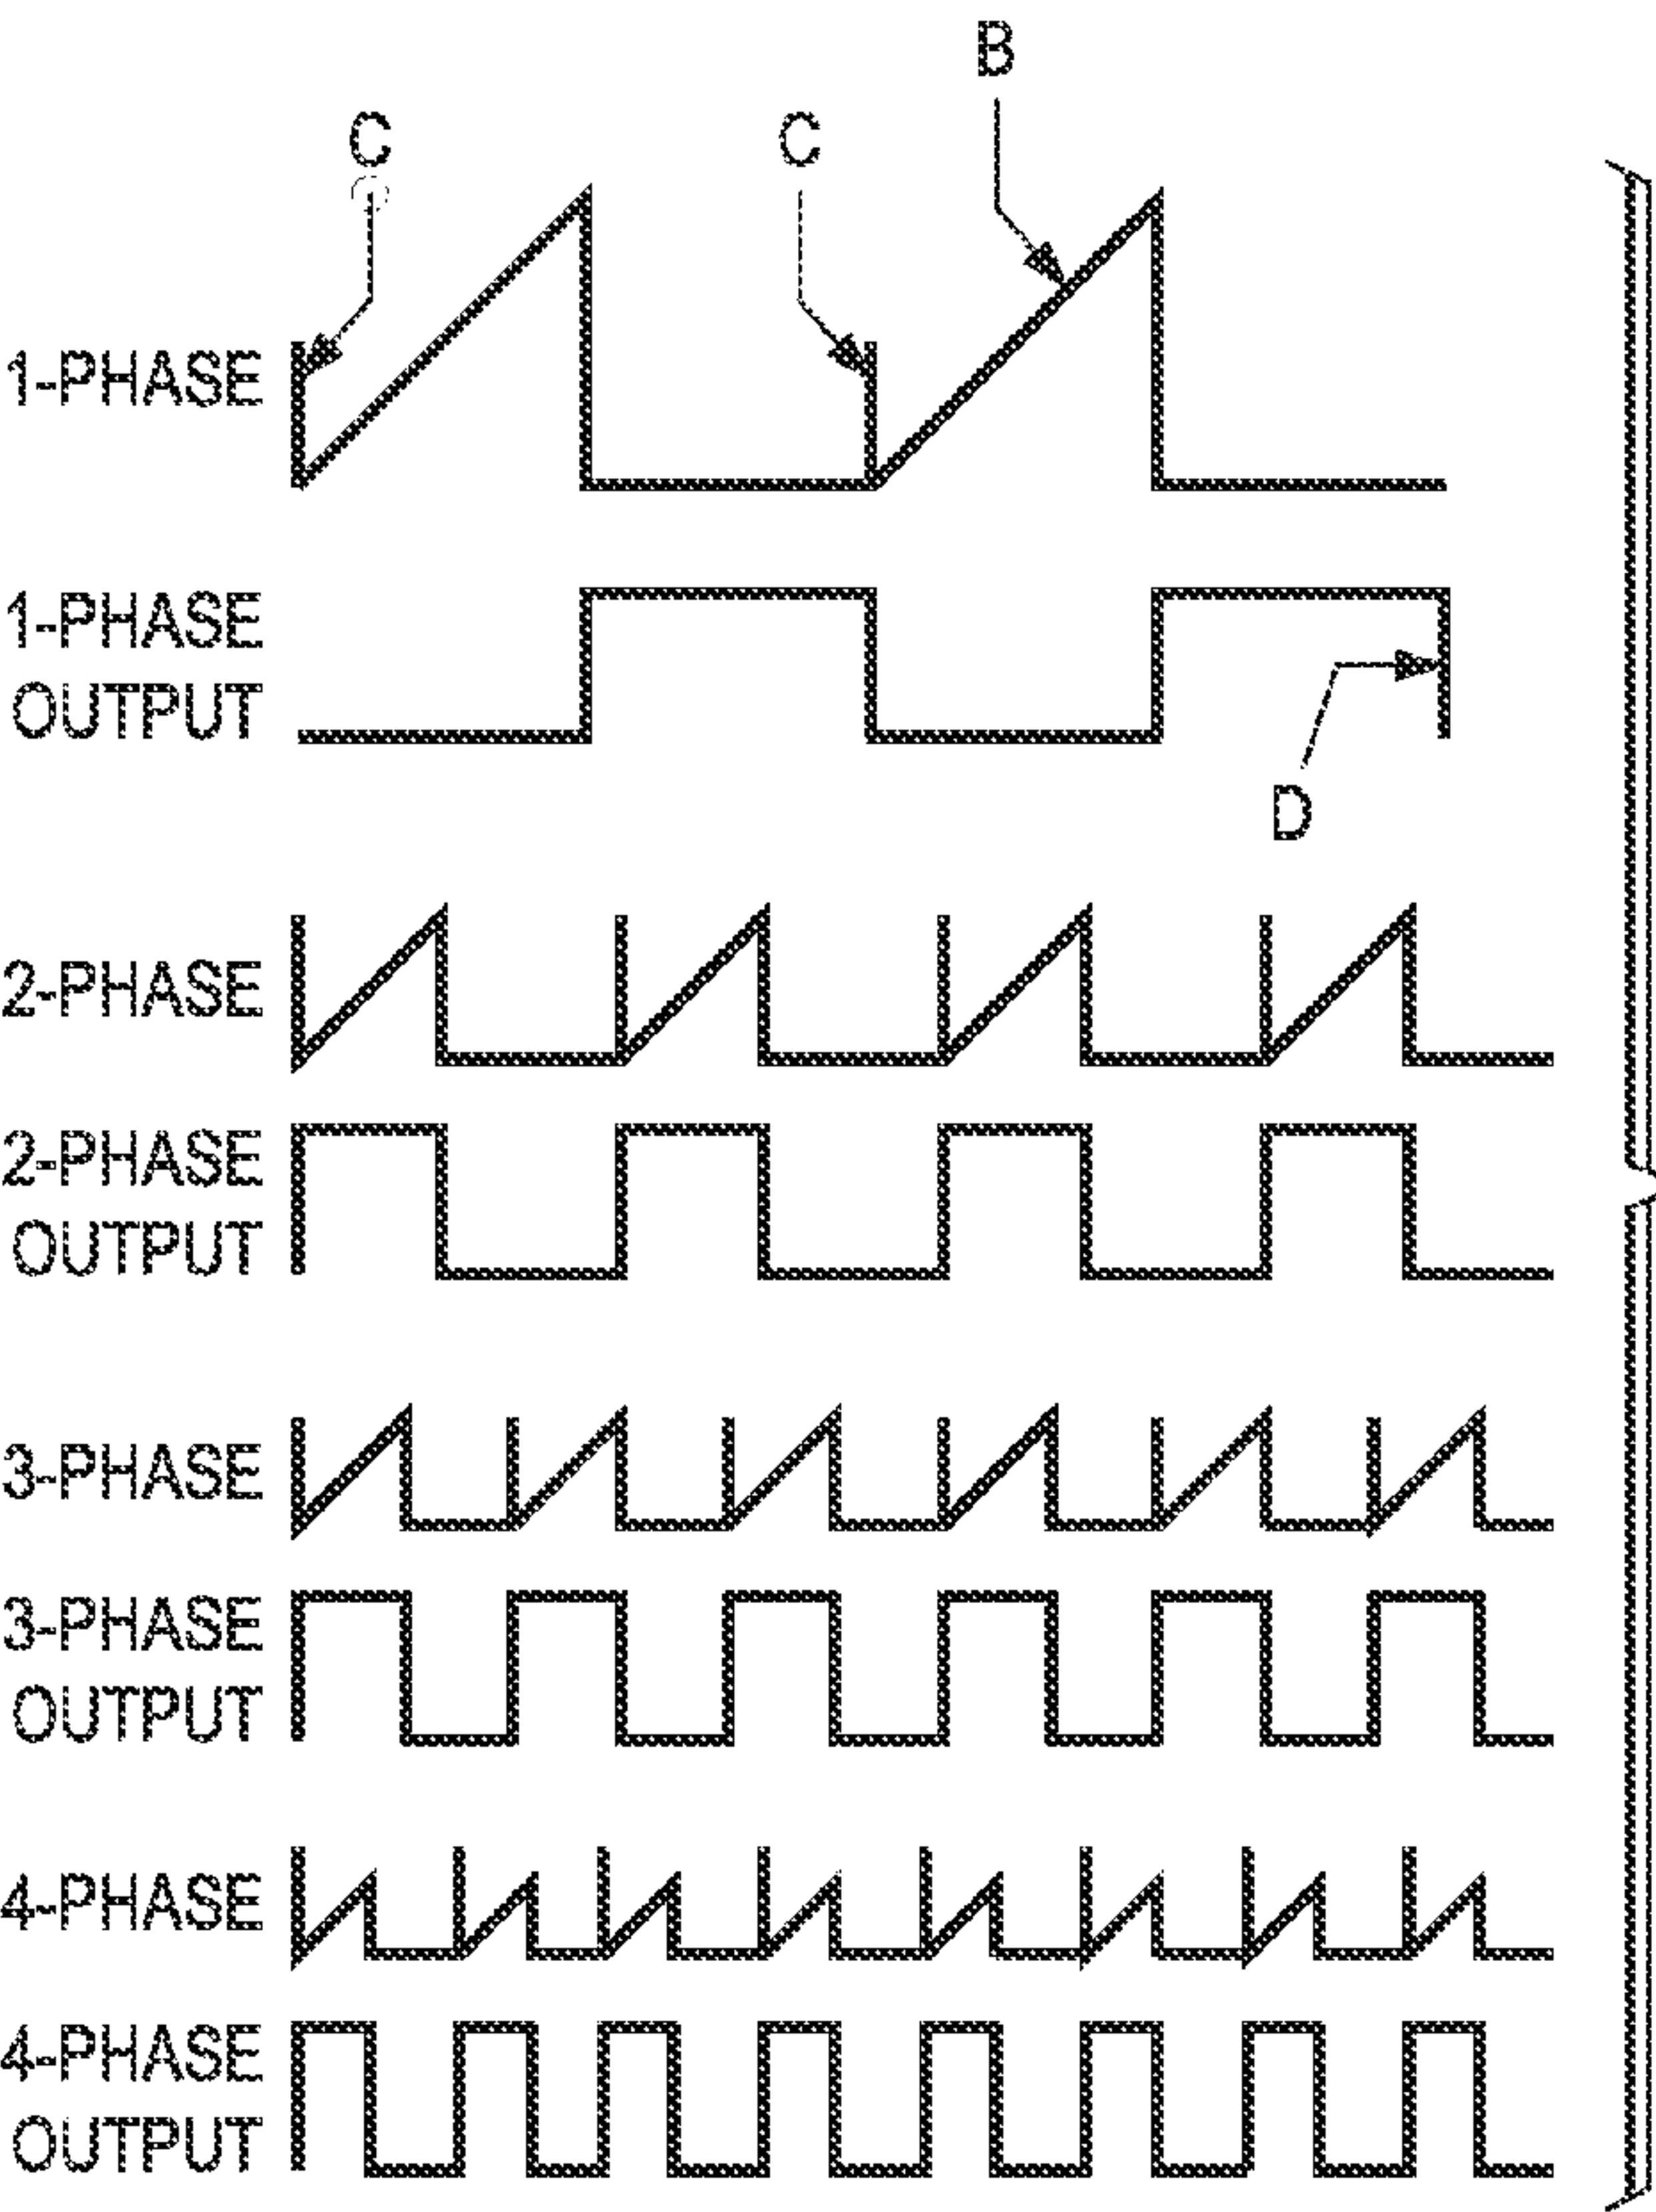 B
C
C
1-PHASE
1-PHASE
OUTPUT
D
2-PHASE
2-PHASE
OUTPUT
3-PHASE
3-PHASE
OUTPUT
4-PHASE
4-PHASE
OUTPUT